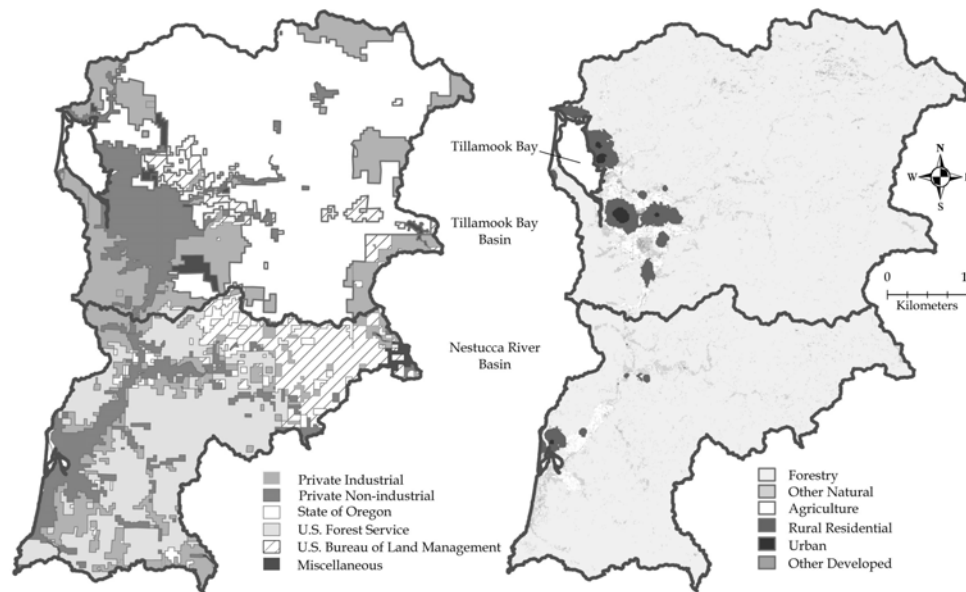 Tillamook Bay
Tillamook Bay
Basin
Nestucca River
Basin
Private Industrial
Private Non-industrial
State of Oregon
U.S. Forest Service
U.S. Bureau of Land Management
Miscellaneous
N
W
S
0
1
Kilometers
Forestry
Other Natural
Agriculture
Rural Residential
Urban
Other Developed